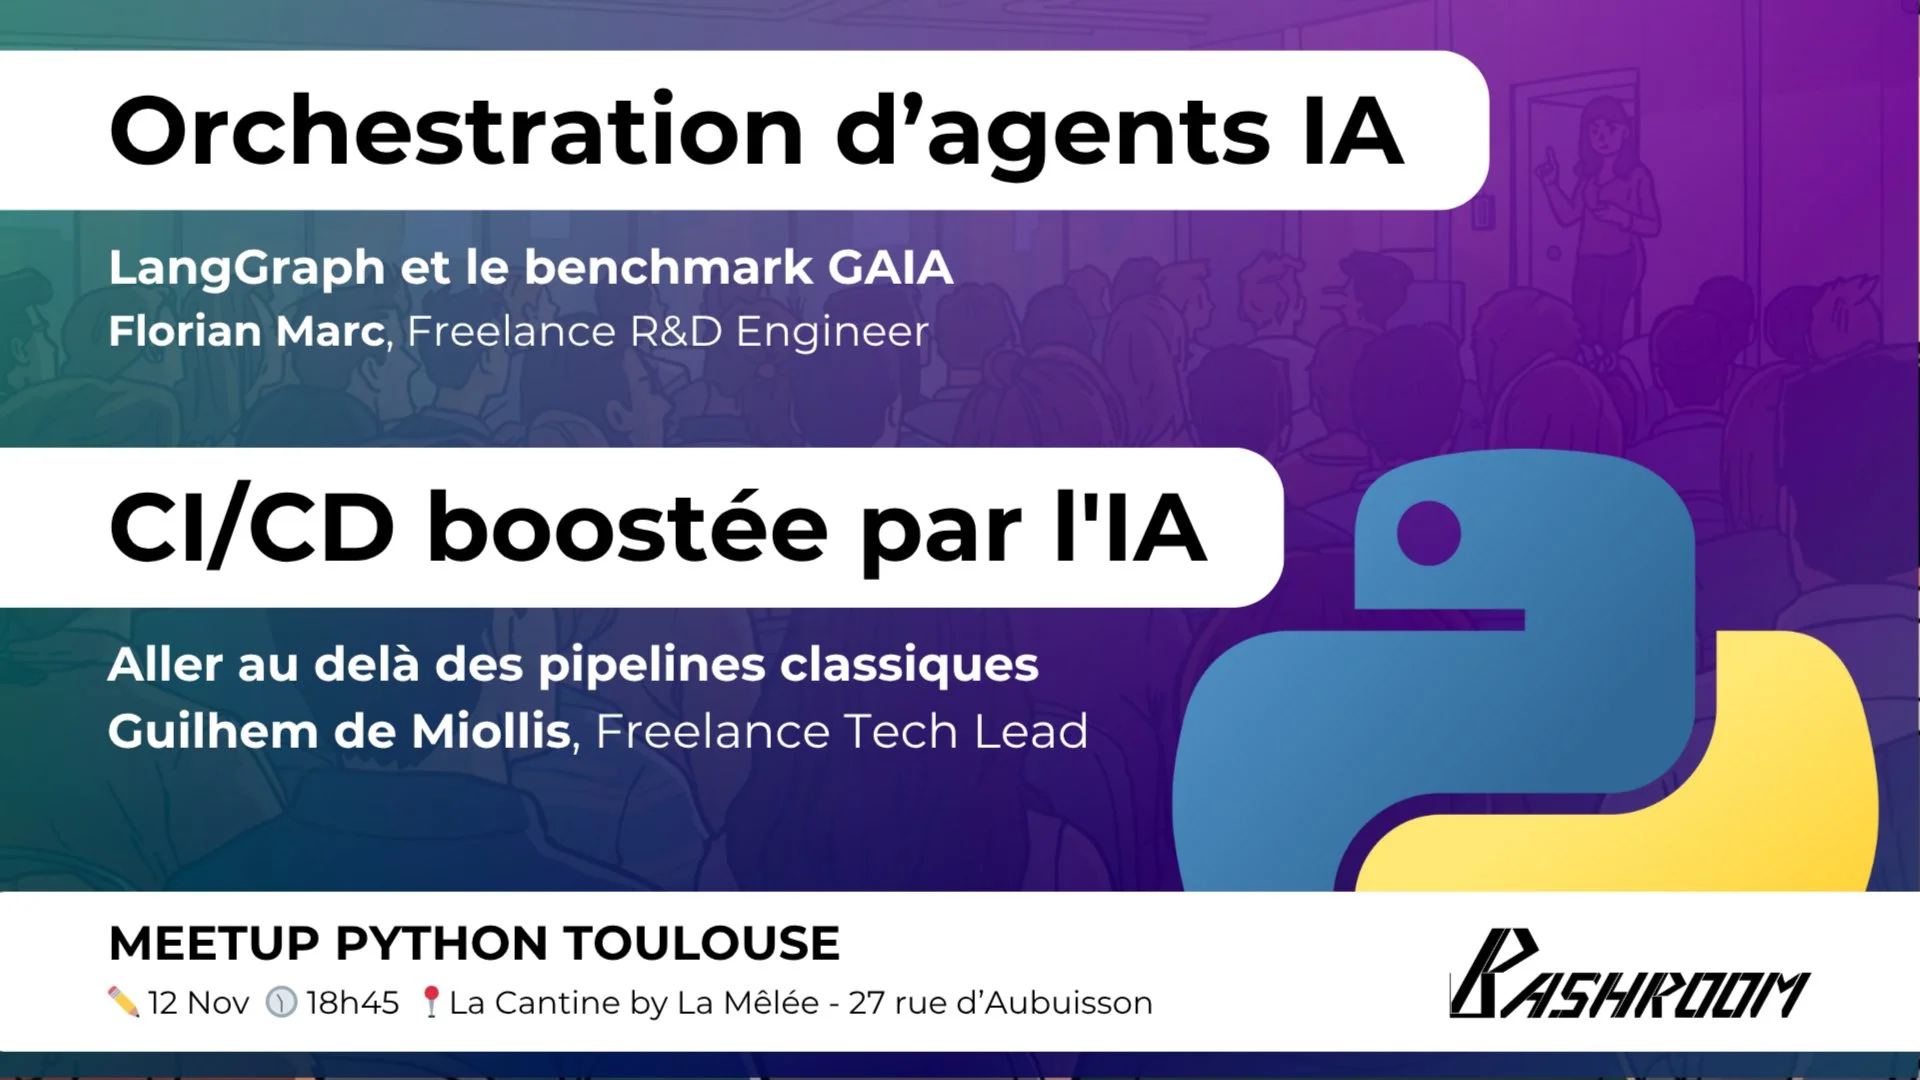 Orchestration d’agents IA
LangGraph et le benchmark GAIA
Florian Marc, Freelance R&D Engineer
CI/CD boostée par l'IA
Aller au delà des pipelines classiques
Guilhem de Miollis, Freelance Tech Lead
MEETUP PYTHON TOULOUSE
12 Nov 18h45 La Cantine by La Mêlée - 27 rue d’Aubuisson
BASHROOM